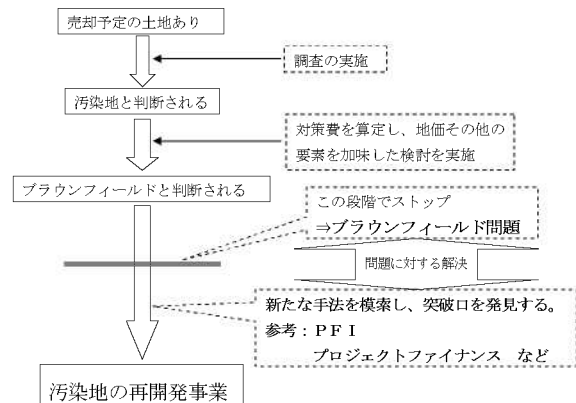 売却予定の土地あり
調査の実施
汚染地と判断される
対策費を算定し、地価その他の
要素を加味した検討を実施
ブラウンフィールドと判断される
この段階でストップ
⇒ブラウンフィールド問題
問題に対する解決
新たな手法を模索し、突破口を発見する。
参考：ＰＦＩ
プロジェクトファイナンス　など
汚染地の再開発事業